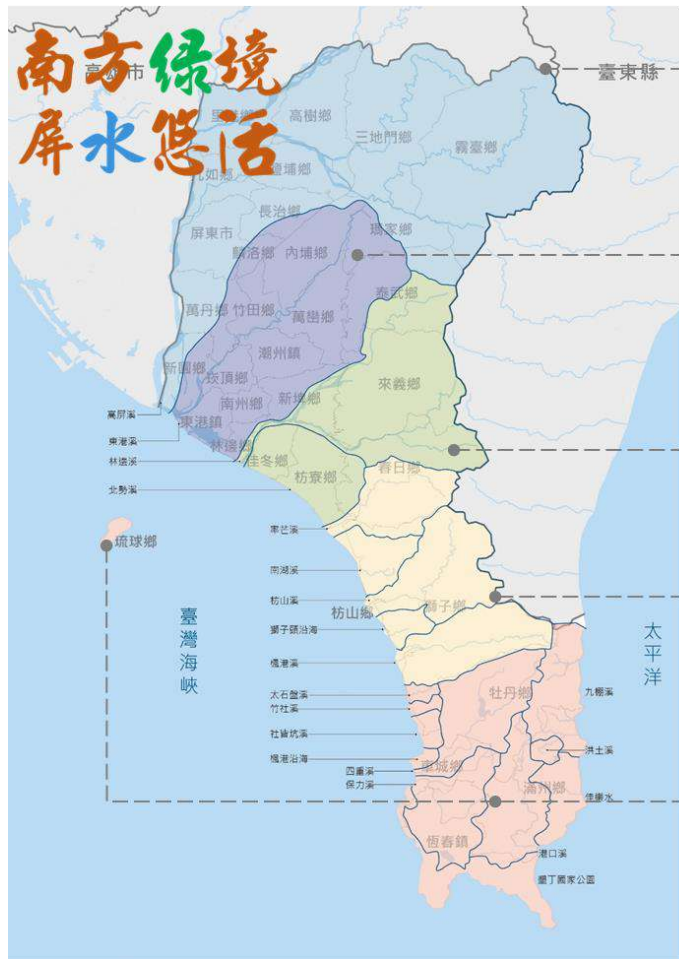 南方绿境
屏水悠活
高雄市
臺東縣
里港鄉
高樹鄉
三地門鄉
霧臺鄉
九如鄉
鹽埔鄉
長治鄉
屏東市
麟洛鄉
內埔鄉
瑪家鄉
泰武鄉
萬丹鄉
竹田鄉
萬巒鄉
潮州鎮
新園鄉
崁頂鄉
來義鄉
南州鄉
新埤鄉
高屏溪
東港鎮
東港溪
林邊鄉
林邊溪
佳冬鄉
春日鄉
枋寮鄉
北勢溪
率芒溪
琉球鄉
南湖溪
枋山溪
枋山鄉
獅子鄉
獅子頭沿海
臺灣海峽
太平洋
楓港溪
太石盤溪
牡丹鄉
九棚溪
竹社溪
社皆坑溪
洪土溪
楓港沿海
車城鄉
四重溪
保力溪
滿州鄉
佳樂水
恆春鎮
港口溪
墾丁國家公園